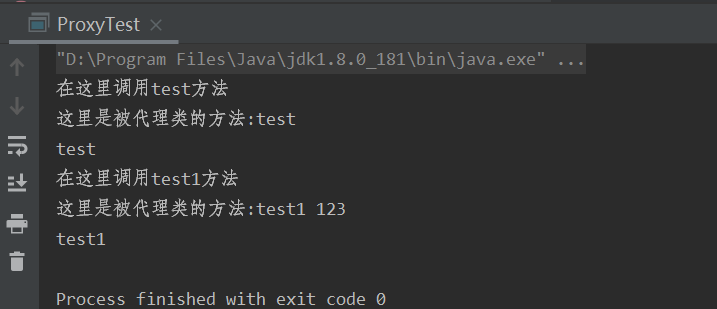 ProxyTest
"D:\Program Files\Java\jdk1.8.0_181\bin\java.exe" ...
在这里调用test方法
这里是被代理类的方法:test
test
在这里调用test1方法
这里是被代理类的方法:test1 123
test1
Process finished with exit code 0